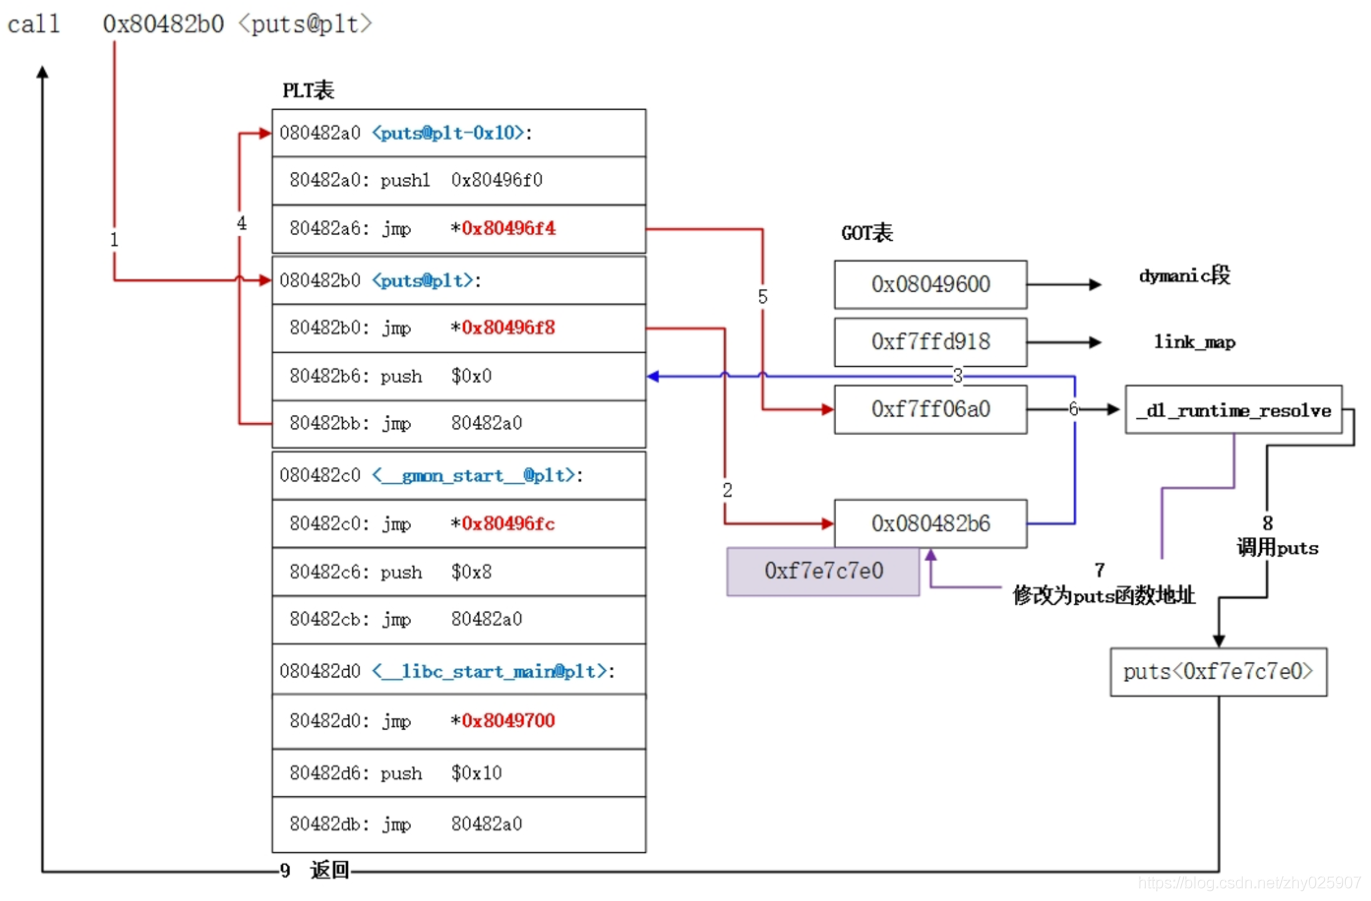 call 0x80482b0 <puts@plt>
PLT表
080482a0 <puts@plt-0x10>:
80482a0: pushl 0x80496f0
80482a6: jmp *0x80496f4
080482b0 <puts@plt>:
80482b0: jmp *0x80496f8
80482b6: push $0x0
80482bb: jmp 80482a0
080482c0 <__gmon_start__@plt>:
80482c0: jmp *0x80496fc
80482c6: push $0x8
80482cb: jmp 80482a0
080482d0 <__libc_start_main@plt>:
80482d0: jmp *0x8049700
80482d6: push $0x10
80482db: jmp 80482a0
1
4
5
2
3
6
GOT表
0x08049600
dymanic段
0xf7ffd918
link_map
0xf7ff06a0
_dl_runtime_resolve
0x080482b6
0xf7e7c7e0
7
修改为puts函数地址
8
调用puts
puts<0xf7e7c7e0>
9 返回
https://blog.csdn.net/zhy025907